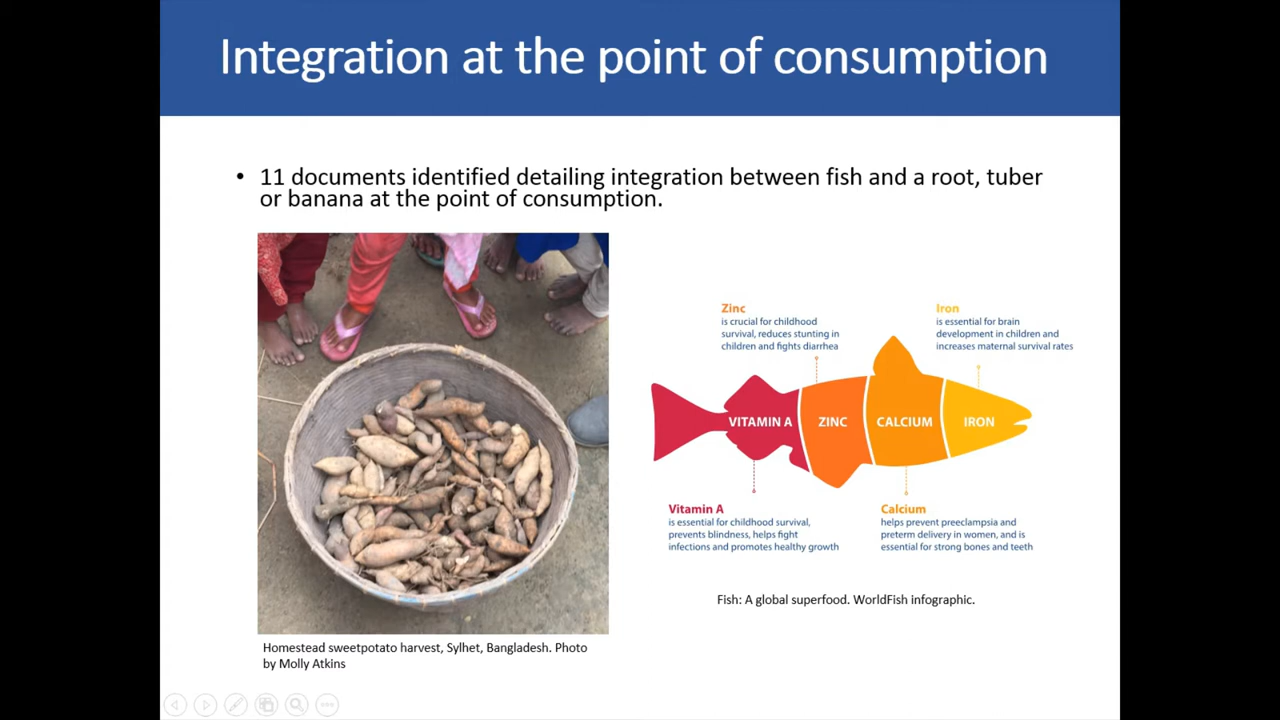 Integration at the point of consumption
• 11 documents identified detailing integration between fish and a root, tuber
or banana at the point of consumption.
Zinc
is crucial for childhood
survival, reduces stunting in
children and fights diarrhea
Iron
is essential for brain
development in children and
increases maternal survival rates
VITAMIN A
ZINC
CALCIUM
IRON
Vitamin A
is essential for childhood survival,
prevents blindness, helps fight
infections and promotes healthy growth
Calcium
helps prevent preeclampsia and
preterm delivery in women, and is
essential for strong bones and teeth
Fish: A global superfood. WorldFish infographic.
Homestead sweetpotato harvest, Sylhet, Bangladesh. Photo
by Molly Atkins